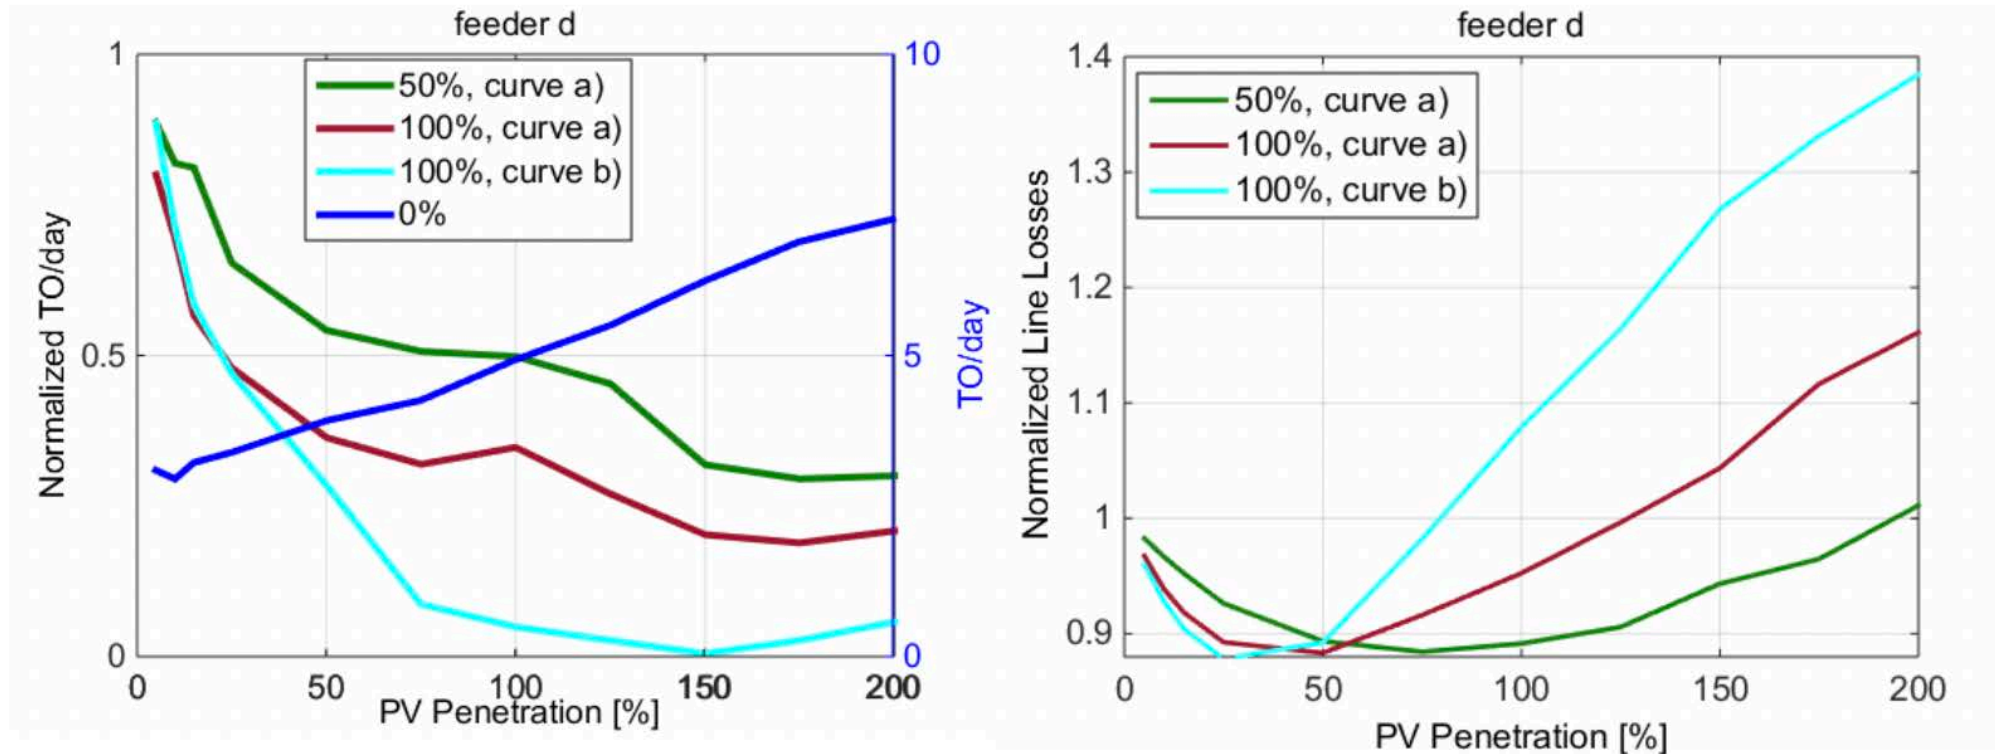 feeder d
1
0.5
0
Normalized TO/day
50%, curve a)
100%, curve a)
100%, curve b)
0%
10
5
0
TO/day
0 50 100 150 200
PV Penetration [%]
feeder d
1.4
1.3
1.2
1.1
1
0.9
Normalized Line Losses
50%, curve a)
100%, curve a)
100%, curve b)
0 50 100 150 200
PV Penetration [%]